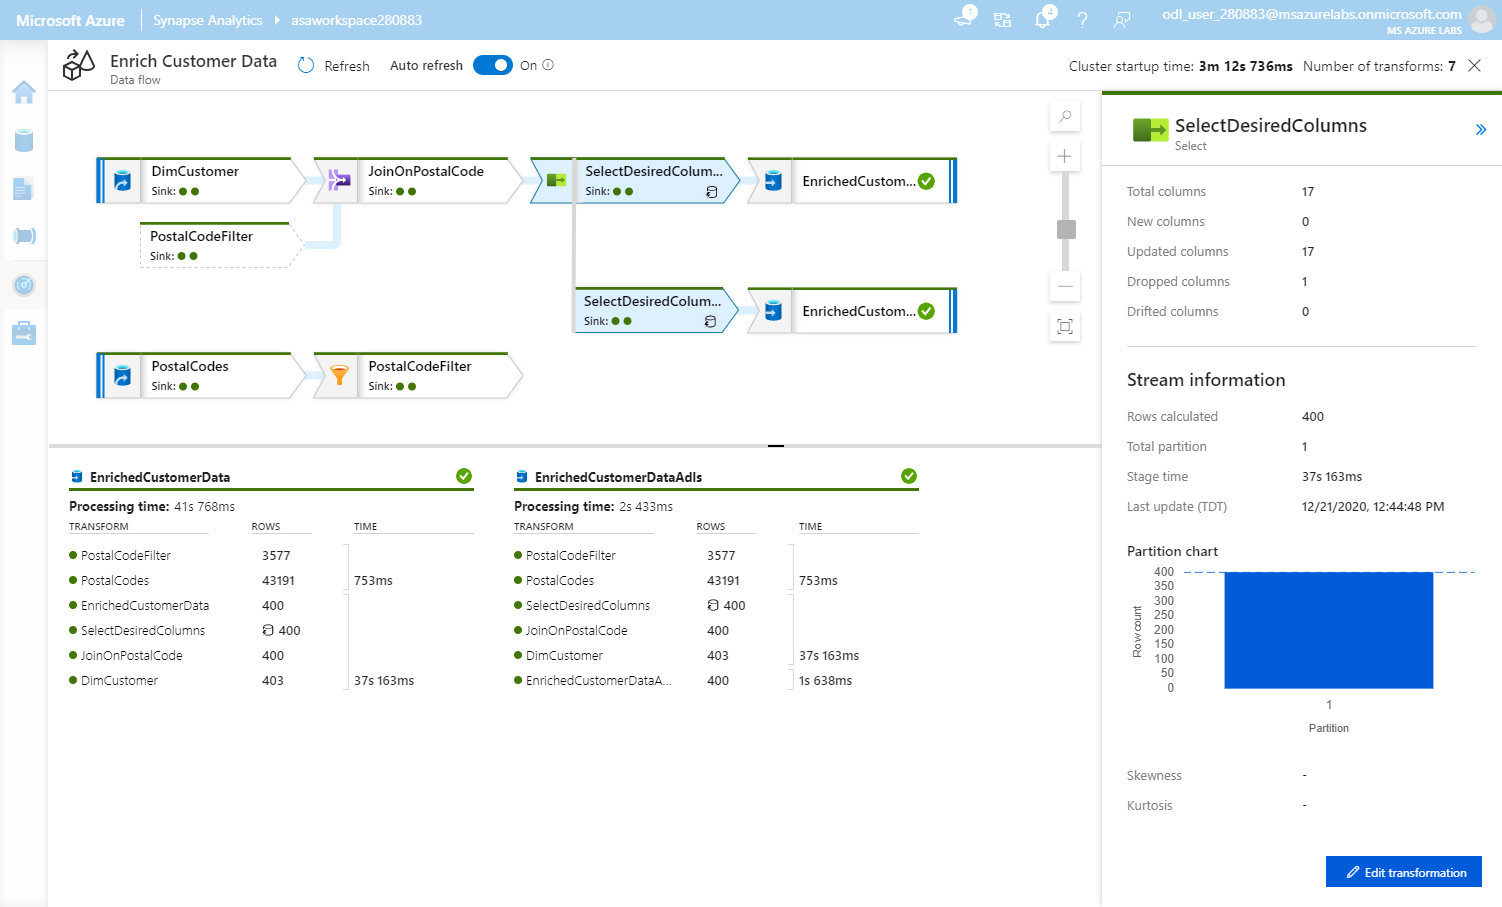 Microsoft Azure
Synapse Analytics
asaworkspace280883
1
4
?
odl_user_280883@msazurelabs.onmicrosoft.com
MS AZURE LABS
Enrich Customer Data
Data flow
Refresh
Auto refresh
On
Cluster startup time: 3m 12s 736ms
Number of transforms: 7
DimCustomer
Sink:
JoinOnPostalCode
Sink:
SelectDesiredColum...
Sink:
EnrichedCustom...
PostalCodeFilter
Sink:
SelectDesiredColum...
Sink:
EnrichedCustom...
PostalCodes
Sink:
PostalCodeFilter
Sink:
EnrichedCustomerData
Processing time: 41s 768ms
TRANSFORM ROWS TIME
PostalCodeFilter 3577
PostalCodes 43191 753ms
EnrichedCustomerData 400
SelectDesiredColumns 400
JoinOnPostalCode 400
DimCustomer 403 37s 163ms
EnrichedCustomerDataAdls
Processing time: 2s 433ms
TRANSFORM ROWS TIME
PostalCodeFilter 3577
PostalCodes 43191 753ms
SelectDesiredColumns 400
JoinOnPostalCode 400
DimCustomer 403 37s 163ms
EnrichedCustomerDataA... 400 1s 638ms
SelectDesiredColumns
Select
Total columns 17
New columns 0
Updated columns 17
Dropped columns 1
Drifted columns 0
Stream information
Rows calculated 400
Total partition 1
Stage time 37s 163ms
Last update (TDT) 12/21/2020, 12:44:48 PM
Partition chart
400
350
300
250
200
150
100
50
0
Row count
1
Partition
Skewness -
Kurtosis -
Edit transformation